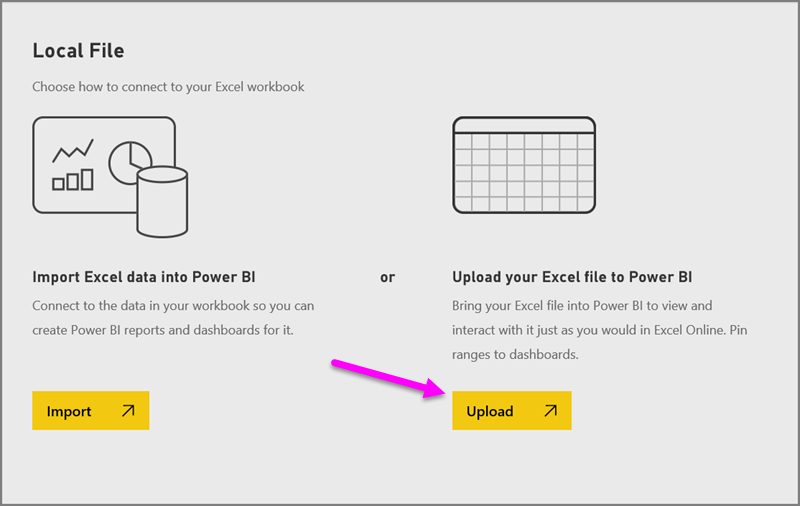 Local File
Choose how to connect to your Excel workbook
Import Excel data into Power BI
Connect to the data in your workbook so you can
create Power BI reports and dashboards for it.
Import
or
Upload your Excel file to Power BI
Bring your Excel file into Power BI to view and
interact with it just as you would in Excel Online. Pin
ranges to dashboards.
Upload